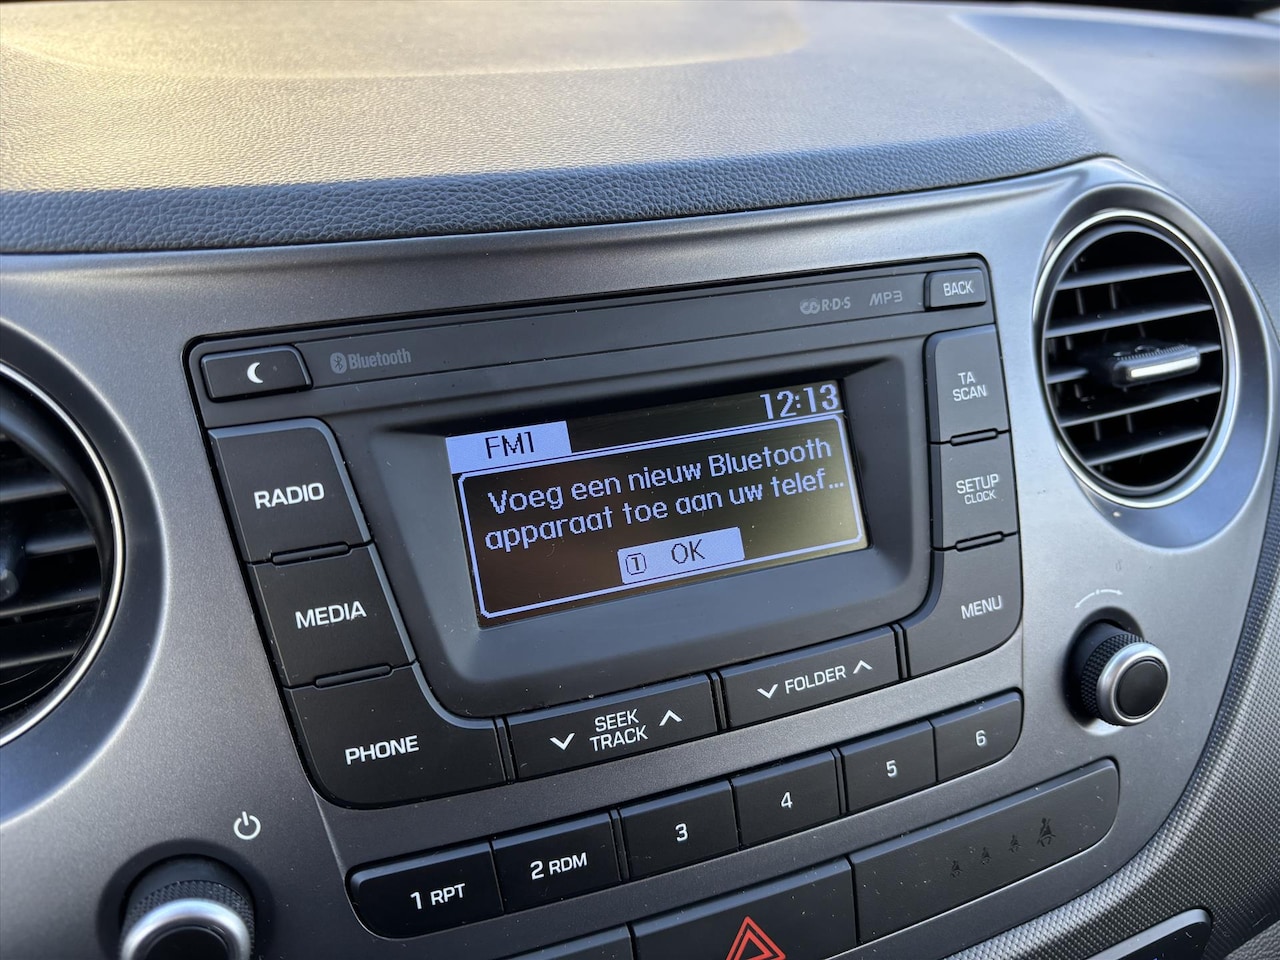 R·D·S MP3 BACK
Bluetooth
TA
SCAN
12:13
FM1
RADIO
Voeg een nieuw Bluetooth
apparaat toe aan uw telef...
1 OK
SETUP
CLOCK
MEDIA
MENU
FOLDER
SEEK
TRACK
PHONE
1 RPT
2 RDM
3
4
5
6